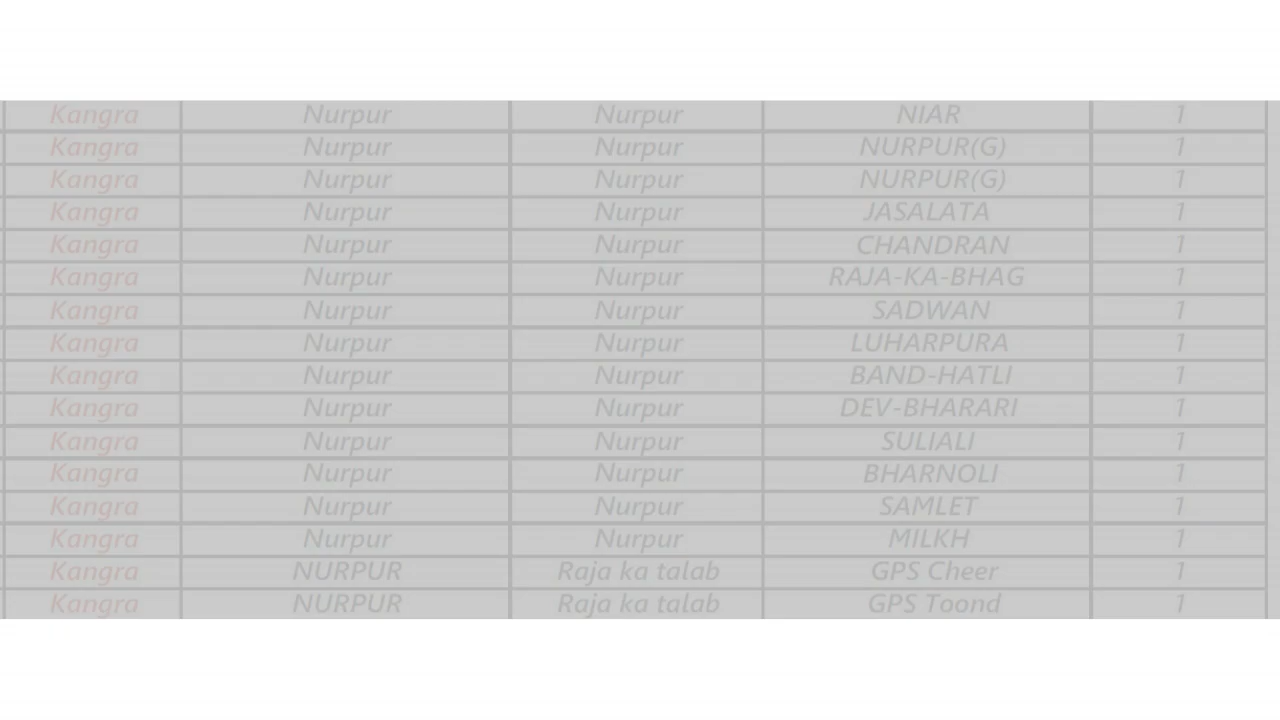 Kangra Nurpur Nurpur NIAR 1
Kangra Nurpur Nurpur NURPUR(G) 1
Kangra Nurpur Nurpur NURPUR(G) 1
Kangra Nurpur Nurpur JASALATA 1
Kangra Nurpur Nurpur CHANDRAN 1
Kangra Nurpur Nurpur RAJA-KA-BHAG 1
Kangra Nurpur Nurpur SADWAN 1
Kangra Nurpur Nurpur LUHARPURA 1
Kangra Nurpur Nurpur BAND-HATLI 1
Kangra Nurpur Nurpur DEV-BHARARI 1
Kangra Nurpur Nurpur SULIALI 1
Kangra Nurpur Nurpur BHARNOLI 1
Kangra Nurpur Nurpur SAMLET 1
Kangra Nurpur Nurpur MILKH 1
Kangra NURPUR Raja ka talab GPS Cheer 1
Kangra NURPUR Raja ka talab GPS Toond 1